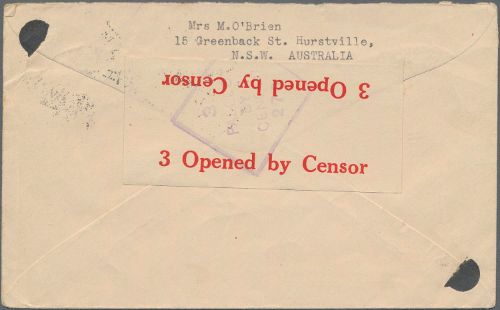 Mrs M.O'Brien
15 Greenback St. Hurstville,
N.S.W. AUSTRALIA
3 Opened by Censor
3 Opened by Censor